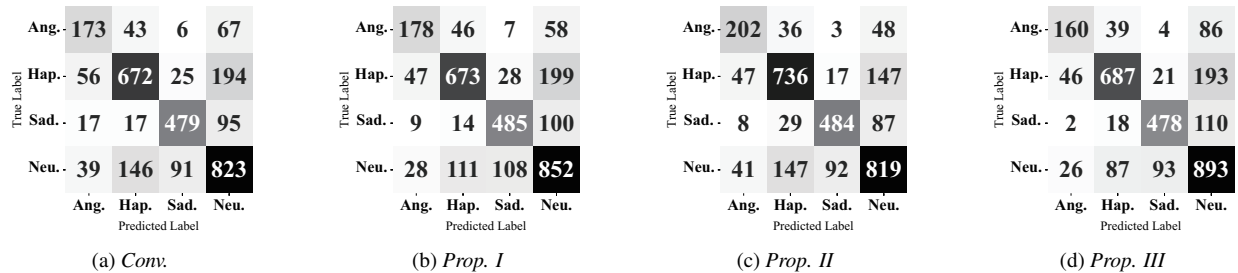 True Label
Ang. 173 43 6 67
Hap. 56 672 25 194
Sad. 17 17 479 95
Neu. 39 146 91 823
Ang. Hap. Sad. Neu.
Predicted Label
(a) Conv.
True Label
Ang. 178 46 7 58
Hap. 47 673 28 199
Sad. 9 14 485 100
Neu. 28 111 108 852
Ang. Hap. Sad. Neu.
Predicted Label
(b) Prop. I
True Label
Ang. 202 36 3 48
Hap. 47 736 17 147
Sad. 8 29 484 87
Neu. 41 147 92 819
Ang. Hap. Sad. Neu.
Predicted Label
(c) Prop. II
True Label
Ang. 160 39 4 86
Hap. 46 687 21 193
Sad. 2 18 478 110
Neu. 26 87 93 893
Ang. Hap. Sad. Neu.
Predicted Label
(d) Prop. III